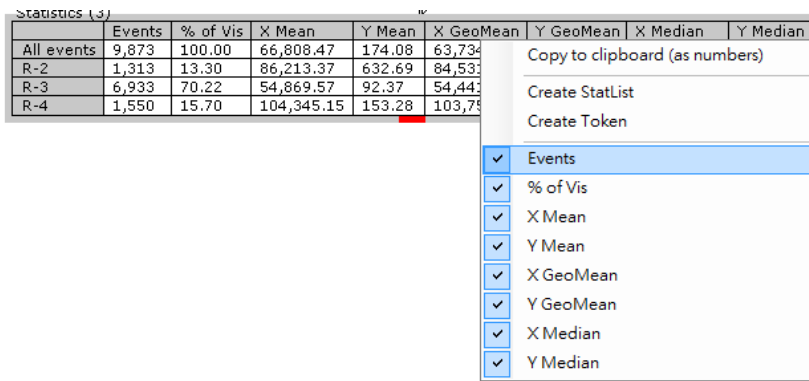 Statistics (3)
Events % of Vis X Mean Y Mean X GeoMean Y GeoMean X Median Y Median
All events 9,873 100.00 66,808.47 174.08
R-2 1,313 13.30 86,213.37 632.69
R-3 6,933 70.22 54,869.57 92.37
R-4 1,550 15.70 104,345.15 153.28
Copy to clipboard (as numbers)
Create StatList
Create Token
Events
% of Vis
X Mean
Y Mean
X GeoMean
Y GeoMean
X Median
Y Median